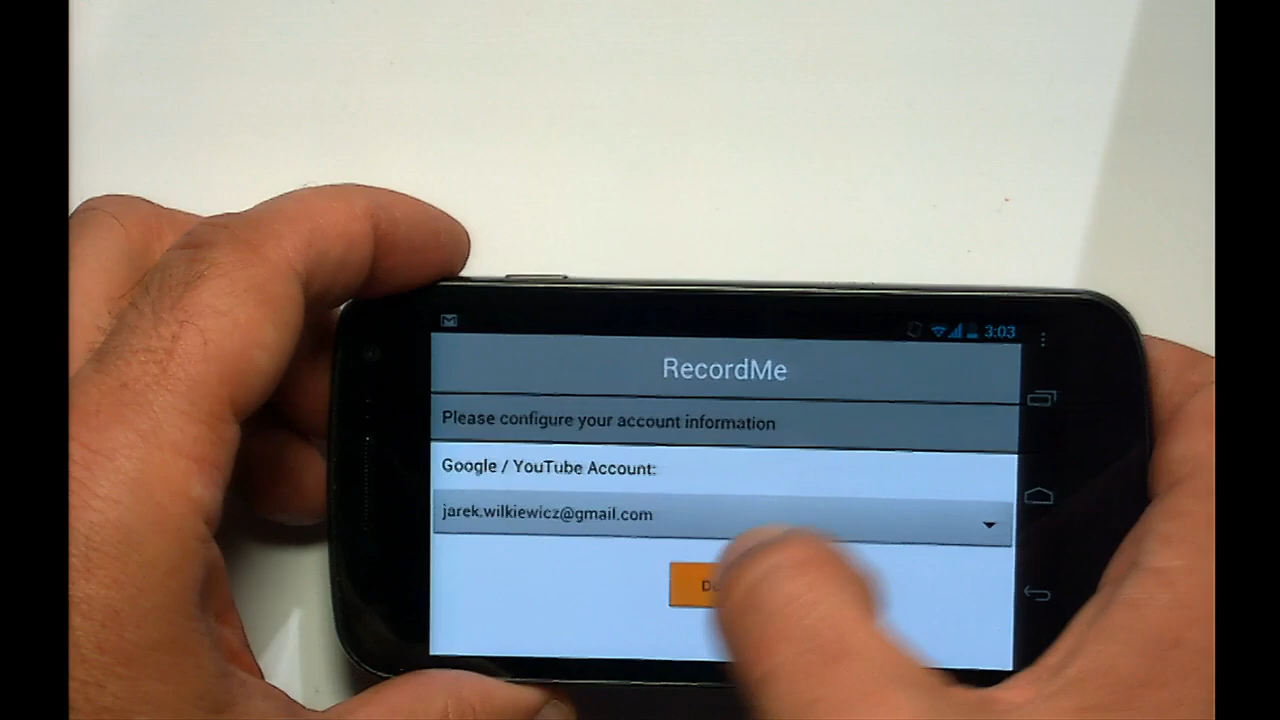 3:03
RecordMe
Please configure your account information
Google / YouTube Account:
jarek.wilkiewicz@gmail.com